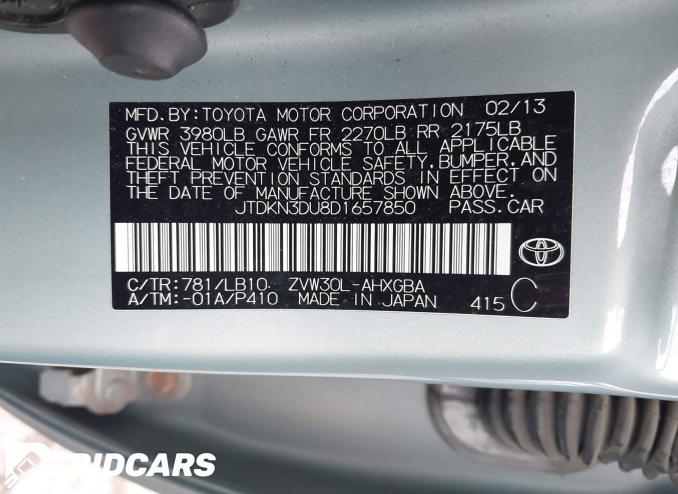 MFD.BY:TOYOTA MOTOR CORPORATION 02/13
GVWR 3980LB GAWR FR 2270LB RR 2175LB
THIS VEHICLE CONFORMS TO ALL APPLICABLE
FEDERAL MOTOR VEHICLE SAFETY,BUMPER,AND
THEFT PREVENTION STANDARDS IN EFFECT ON
THE DATE OF MANUFACTURE SHOWN ABOVE.
JTDKN3DU8D1657850 PASS.CAR
C/TR:781/LB10 ZVW30L-AHXGBA
A/TM:-01A/P410 MADE IN JAPAN 415 C
BIDCARS